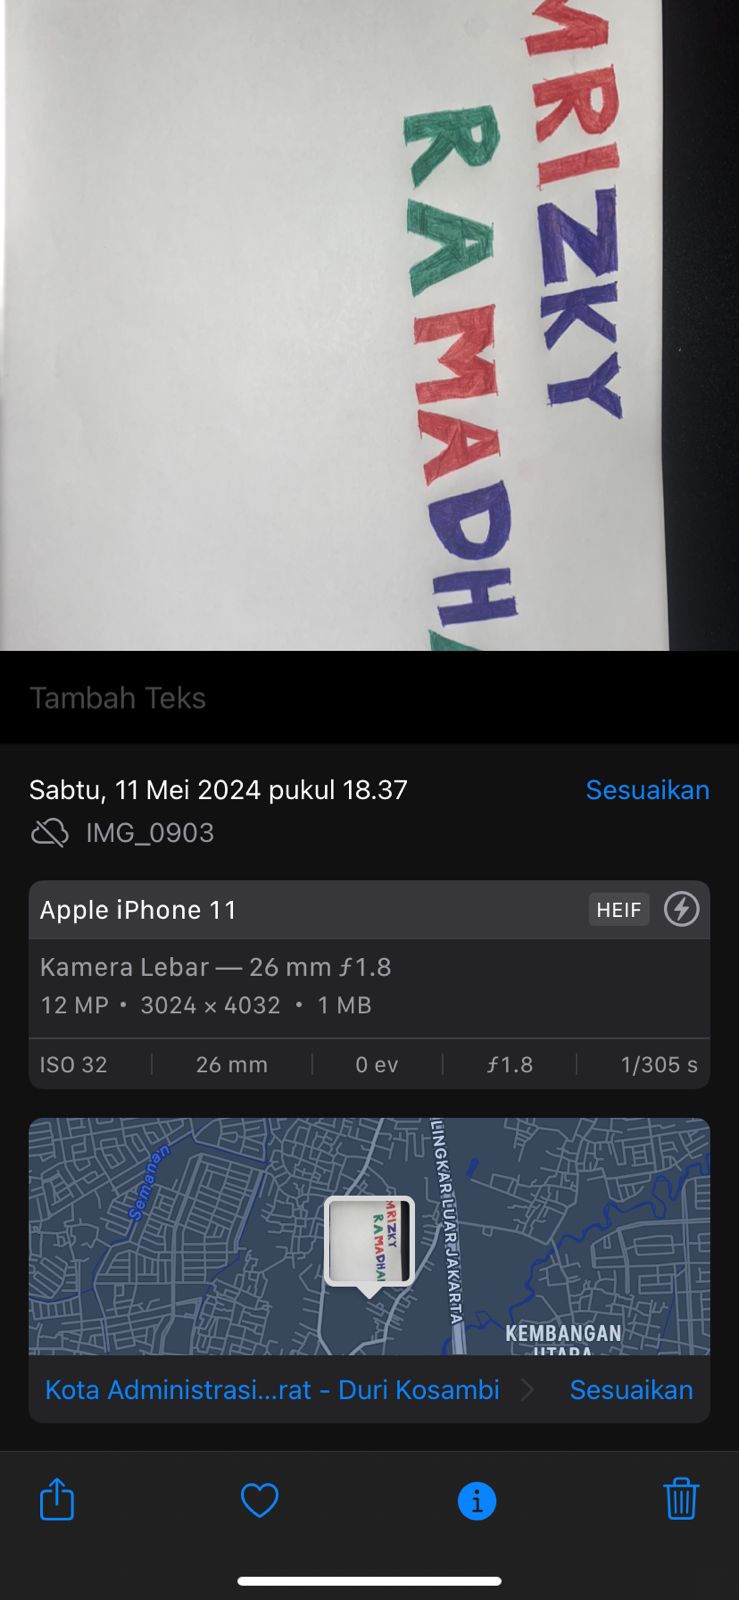 MRIZKY
RAMADHA
Tambah Teks
Sabtu, 11 Mei 2024 pukul 18.37
Sesuaikan
IMG_0903
Apple iPhone 11
HEIF
Kamera Lebar — 26 mm ƒ1.8
12 MP • 3024 × 4032 • 1 MB
ISO 32
26 mm
0 ev
ƒ1.8
1/305 s
Semanan
LINGKAR LUAR JAKARTA
MRIZKY
RAMADHA
KEMBANGAN
UTARA
Kota Administrasi...rat - Duri Kosambi
Sesuaikan